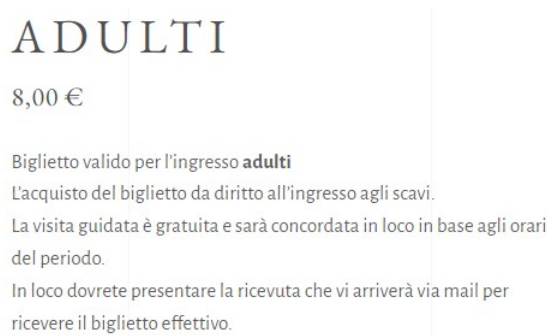 ADULTI
8,00 €
Biglietto valido per l'ingresso adulti
L'acquisto del biglietto da diritto all'ingresso agli scavi.
La visita guidata è gratuita e sarà concordata in loco in base agli orari
del periodo.
In loco dovrete presentare la ricevuta che vi arriverà via mail per
ricevere il biglietto effettivo.